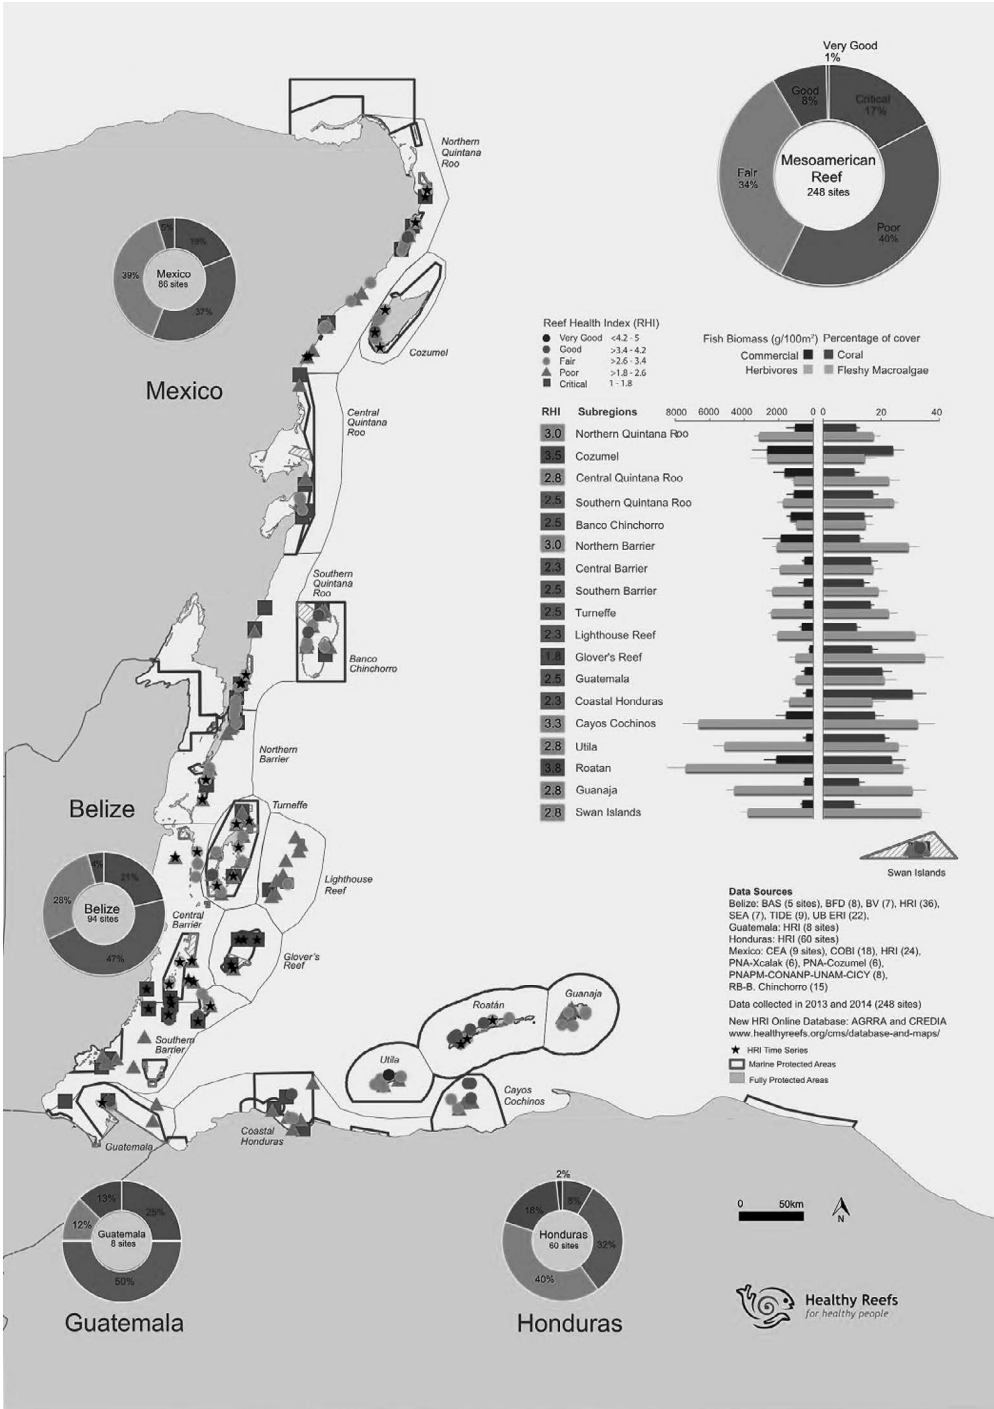 Very Good
1%
Good
8%
Critical
17%
Fair
34%
Mesoamerican
Reef
248 sites
Poor
40%
Northern
Quintana
Roo
5%
19%
39%
Mexico
86 sites
37%
Mexico
Cozumel
Central
Quintana
Roo
Southern
Quintana
Roo
Banco
Chinchorro
Northern
Barrier
Turneffe
Lighthouse
Reef
Central
Barrier
Glover's
Reef
Southern
Barrier
Belize
4%
21%
28%
Belize
94 sites
47%
Roatán
Guanaja
Utila
Cayos
Cochinos
Coastal
Honduras
Guatemala
Reef Health Index (RHI)
Very Good <4.2 - 5
Good >3.4 - 4.2
Fair >2.6 - 3.4
Poor >1.8 - 2.6
Critical 1 - 1.8
Fish Biomass (g/100m²) Percentage of cover
Commercial Coral
Herbivores Fleshy Macroalgae
RHI Subregions 8000 6000 4000 2000 0 0 20 40
3.0 Northern Quintana Roo
3.5 Cozumel
2.8 Central Quintana Roo
2.5 Southern Quintana Roo
2.5 Banco Chinchorro
3.0 Northern Barrier
2.3 Central Barrier
2.5 Southern Barrier
2.5 Turneffe
2.3 Lighthouse Reef
1.8 Glover's Reef
2.5 Guatemala
2.3 Coastal Honduras
3.3 Cayos Cochinos
2.8 Utila
3.8 Roatan
2.8 Guanaja
2.8 Swan Islands
Swan Islands
Data Sources
Belize: BAS (5 sites), BFD (8), BV (7), HRI (36),
SEA (7), TIDE (9), UB ERI (22),
Guatemala: HRI (8 sites)
Honduras: HRI (60 sites)
Mexico: CEA (9 sites), COBI (18), HRI (24),
PNA-Xcalak (6), PNA-Cozumel (6),
PNAPM-CONANP-UNAM-CICY (8),
RB-B. Chinchorro (15)
Data collected in 2013 and 2014 (248 sites)
New HRI Online Database: AGRRA and CREDIA
www.healthyreefs.org/cms/database-and-maps/
HRI Time Series
Marine Protected Areas
Fully Protected Areas
13%
25%
12%
Guatemala
8 sites
50%
Guatemala
2%
8%
18%
Honduras
60 sites
32%
40%
Honduras
0 50km
N
Healthy Reefs
for healthy people